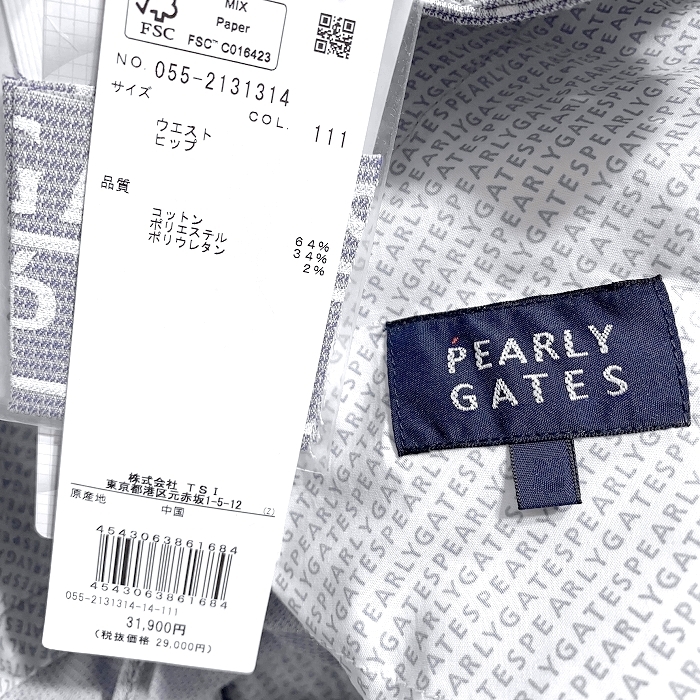 FSC
MIX
Paper
FSC™ C016423
NO. 055-2131314
サイズ
COL. 111
ウエスト
ヒップ
品質
コットン 64%
ポリエステル 34%
ポリウレタン 2%
株式会社 TSI
東京都港区元赤坂1-5-12
(Z)
原産地 中国
4543063861684
4543063861684
055-2131314-14-111
31,900円
(税抜価格 29,000円)
PEARLY
GATES